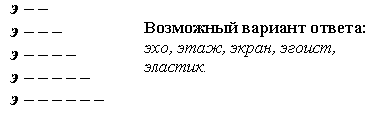 э – –
э – – –
э – – – –
э – – – – –
э – – – – – –
Возможный вариант ответа:
эхо, этаж, экран, эгоист,
эластик.